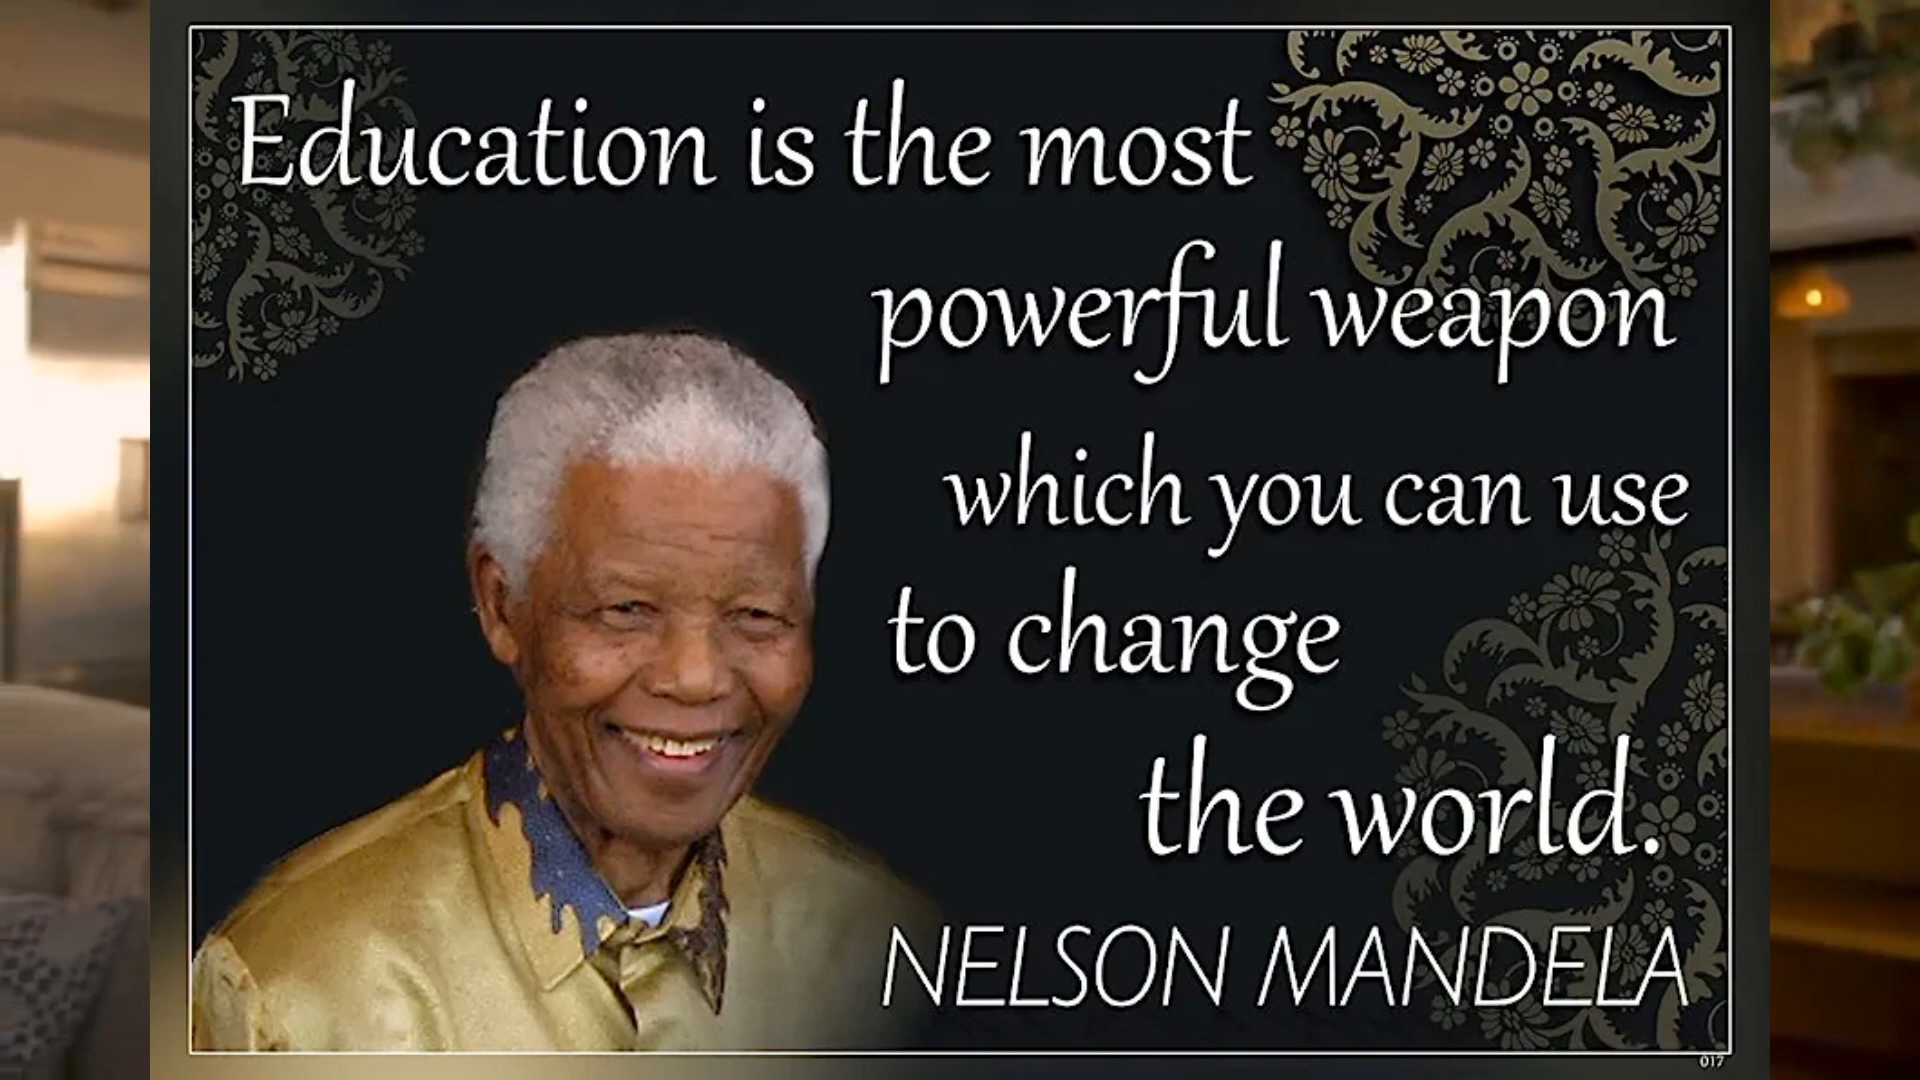 Education is the most
powerful weapon
which you can use
to change
the world.
NELSON MANDELA
017